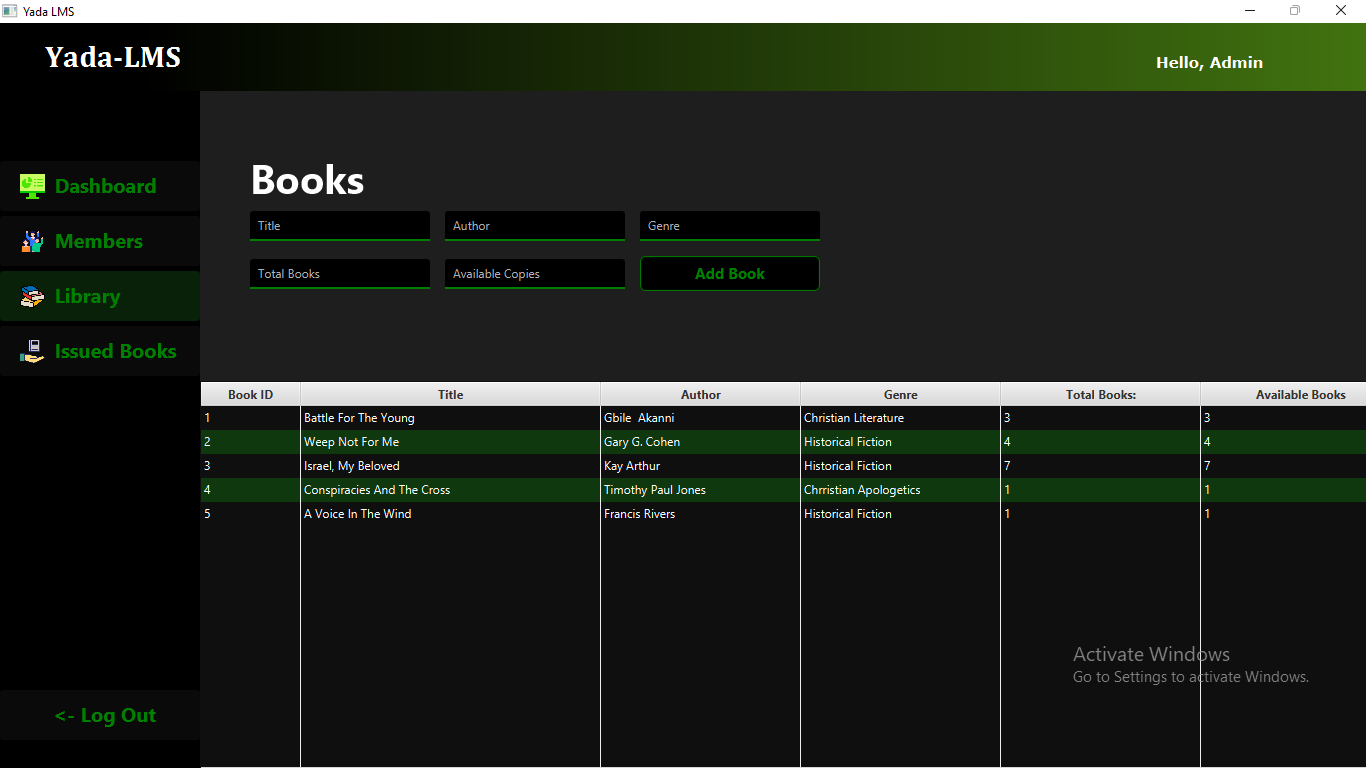 Yada LMS
Yada-LMS
Hello, Admin
Dashboard
Members
Library
Issued Books
<- Log Out
Books
Title Author Genre
Total Books Available Copies Add Book
Book ID Title Author Genre Total Books: Available Books
1 Battle For The Young Gbile  Akanni Christian Literature 3 3
2 Weep Not For Me Gary G. Cohen Historical Fiction 4 4
3 Israel, My Beloved Kay Arthur Historical Fiction 7 7
4 Conspiracies And The Cross Timothy Paul Jones Chrristian Apologetics 1 1
5 A Voice In The Wind Francis Rivers Historical Fiction 1 1
Activate Windows
Go to Settings to activate Windows.